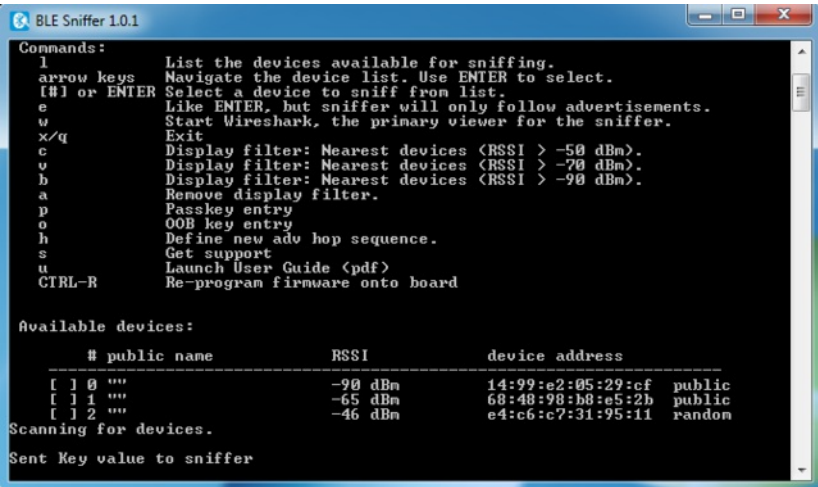 BLE Sniffer 1.0.1
Commands:
l List the devices available for sniffing.
arrow keys Navigate the device list. Use ENTER to select.
[#] or ENTER Select a device to sniff from list.
e Like ENTER, but sniffer will only follow advertisements.
w Start Wireshark, the primary viewer for the sniffer.
x/q Exit
c Display filter: Nearest devices (RSSI > -50 dBm).
v Display filter: Nearest devices (RSSI > -70 dBm).
b Display filter: Nearest devices (RSSI > -90 dBm).
a Remove display filter.
p Passkey entry
o OOB key entry
h Define new adv hop sequence.
s Get support
u Launch User Guide (pdf)
CTRL-R Re-program firmware onto board
Available devices:
# public name RSSI device address
[ ] 0 "" -90 dBm 14:99:e2:05:29:cf public
[ ] 1 "" -65 dBm 68:48:98:b8:e5:2b public
[ ] 2 "" -46 dBm e4:c6:c7:31:95:11 random
Scanning for devices.
Sent Key value to sniffer